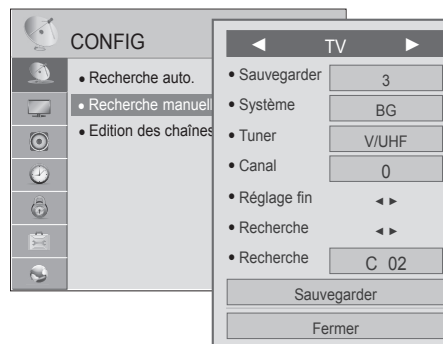 CONFIG
• Recherche auto.
• Recherche manuell
• Edition des chaînes
◄ TV ►
• Sauvegarder 3
• Système BG
• Tuner V/UHF
• Canal 0
• Réglage fin ◄ ►
• Recherche ◄ ►
• Recherche C 02
Sauvegarder
Fermer